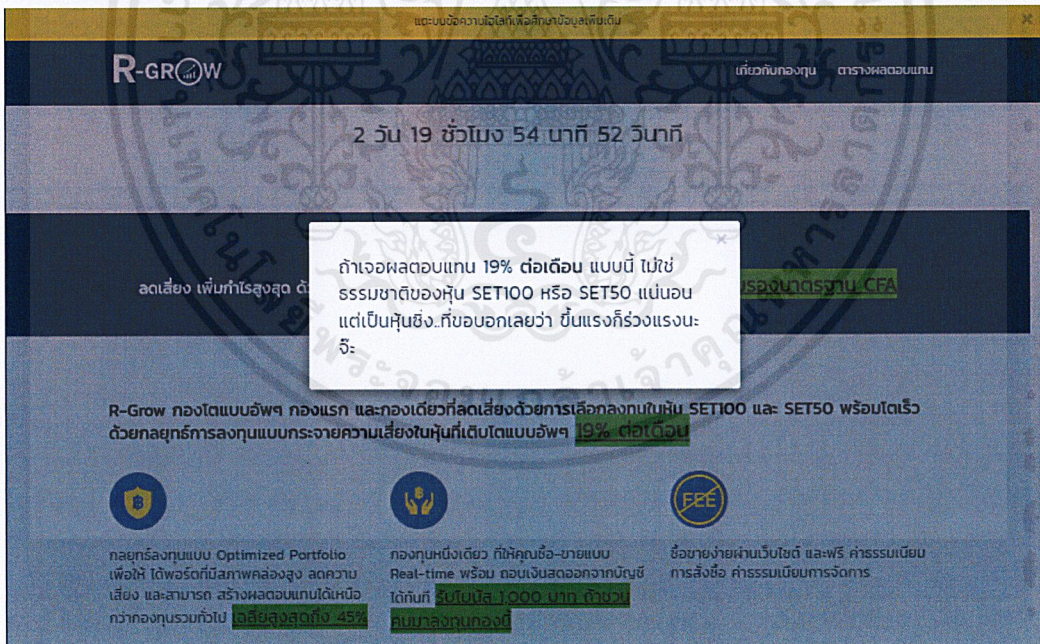 แตะบนข้อความไฮไลท์เพื่อศึกษาข้อมูลเพิ่มเติม
×
R-GROW
เกี่ยวกับกองทุน ตารางผลตอบแทน
2 วัน 19 ชั่วโมง 54 นาที 52 วินาที
×
ถ้าเจอผลตอบแทน 19% ต่อเดือน แบบนี้ ไม่ใช่
ธรรมชาติของหุ้น SET100 หรือ SET50 แน่นอน
แต่เป็นหุ้นซิ่ง..ที่ขอบอกเลยว่า ขึ้นแรงก็ร่วงแรงนะ
จ๊ะ
ลดเสี่ยง เพิ่มกำไรสูงสุด ด้ รองมาตรฐาน CFA
R-Grow กองโตแบบอัพๆ กองแรก และกองเดียวที่ลดเสี่ยงด้วยการเลือกลงทุนในหุ้น SET100 และ SET50 พร้อมโตเร็ว
ด้วยกลยุทธ์การลงทุนแบบกระจายความเสี่ยงในหุ้นที่เติบโตแบบอัพๆ 19% ต่อเดือน
FEE
กลยุทธ์ลงทุนแบบ Optimized Portfolio
เพื่อให้ ได้พอร์ตที่มีสภาพคล่องสูง ลดความ
เสี่ยง และสามารถ สร้างผลตอบแทนได้เหนือ
กว่ากองทุนรวมทั่วไป เฉลี่ยสูงสุดถึง 45%
กองทุนหนึ่งเดียว ที่ให้คุณซื้อ-ขายแบบ
Real-time พร้อม ถอนเงินสดออกจากบัญชี
ได้ทันที รับโบนัส 1,000 บาท ถ้าชวน
คนมาลงทุนกองนี้
ซื้อขายง่ายผ่านเว็บไซต์ และฟรี ค่าธรรมเนียม
การสั่งซื้อ ค่าธรรมเนียมการจัดการ